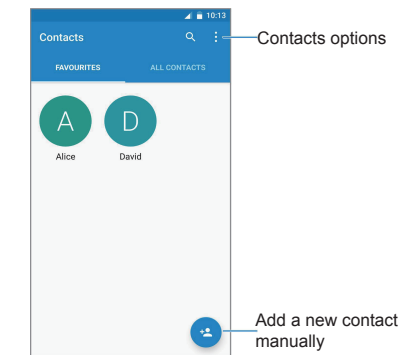 10:13
Contacts
Contacts options
FAVOURITES ALL CONTACTS
A D
Alice David
Add a new contact
manually